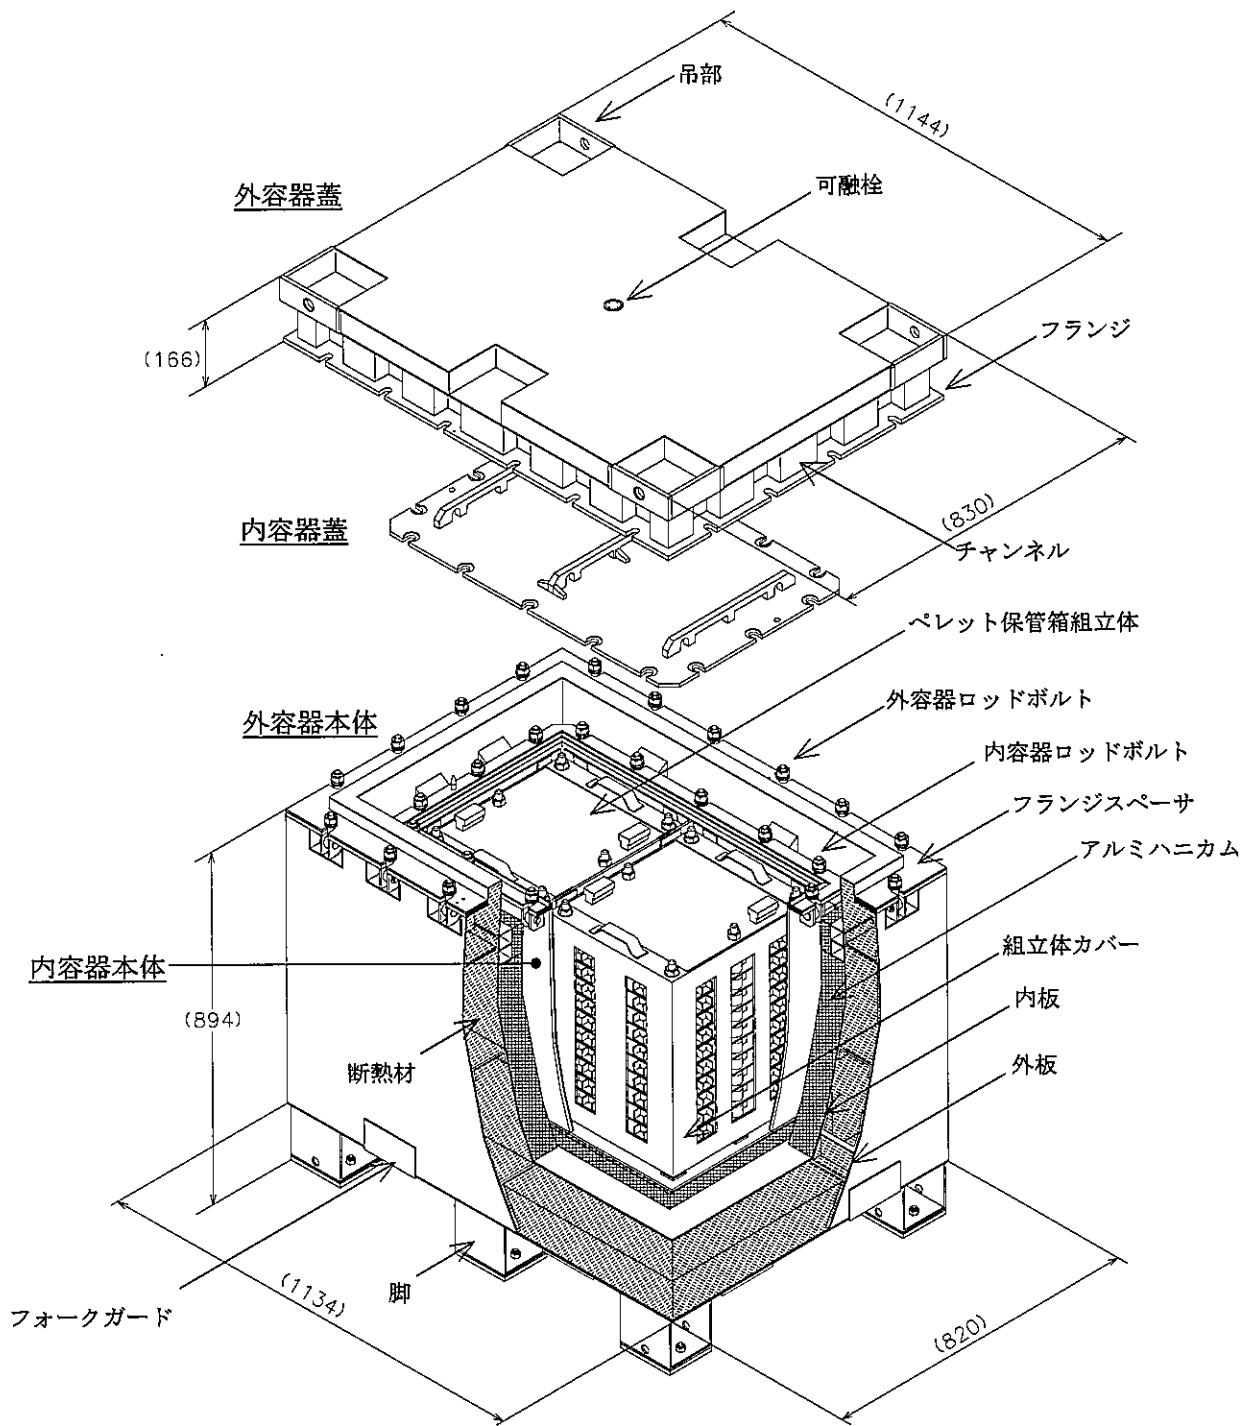 (1144)
吊部
可融栓
外容器蓋
フランジ
(166)
(830)
チャンネル
内容器蓋
ペレット保管箱組立体
外容器ロッドボルト
外容器本体
内容器ロッドボルト
フランジスペーサ
アルミハニカム
組立体カバー
内容器本体
内板
(894)
断熱材
外板
脚
(1134)
フォークガード
(820)